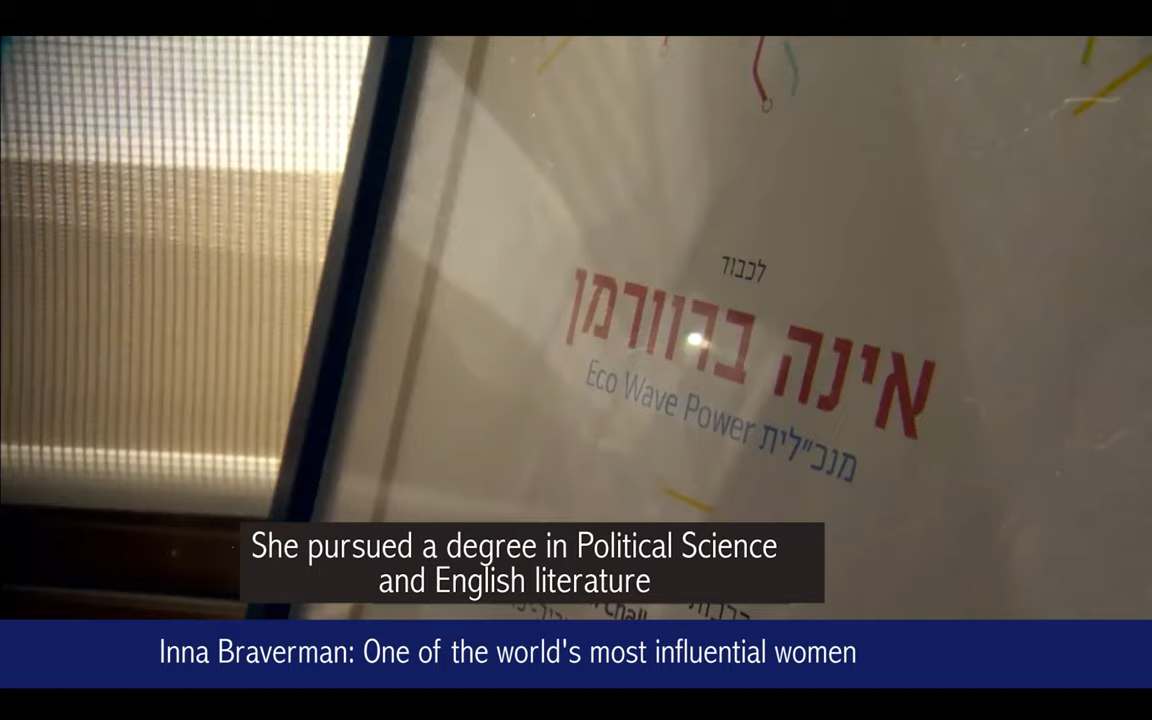 לכבוד
אינה ברוורמן
מנכ"לית Eco Wave Power
She pursued a degree in Political Science
and English literature
Inna Braverman: One of the world's most influential women